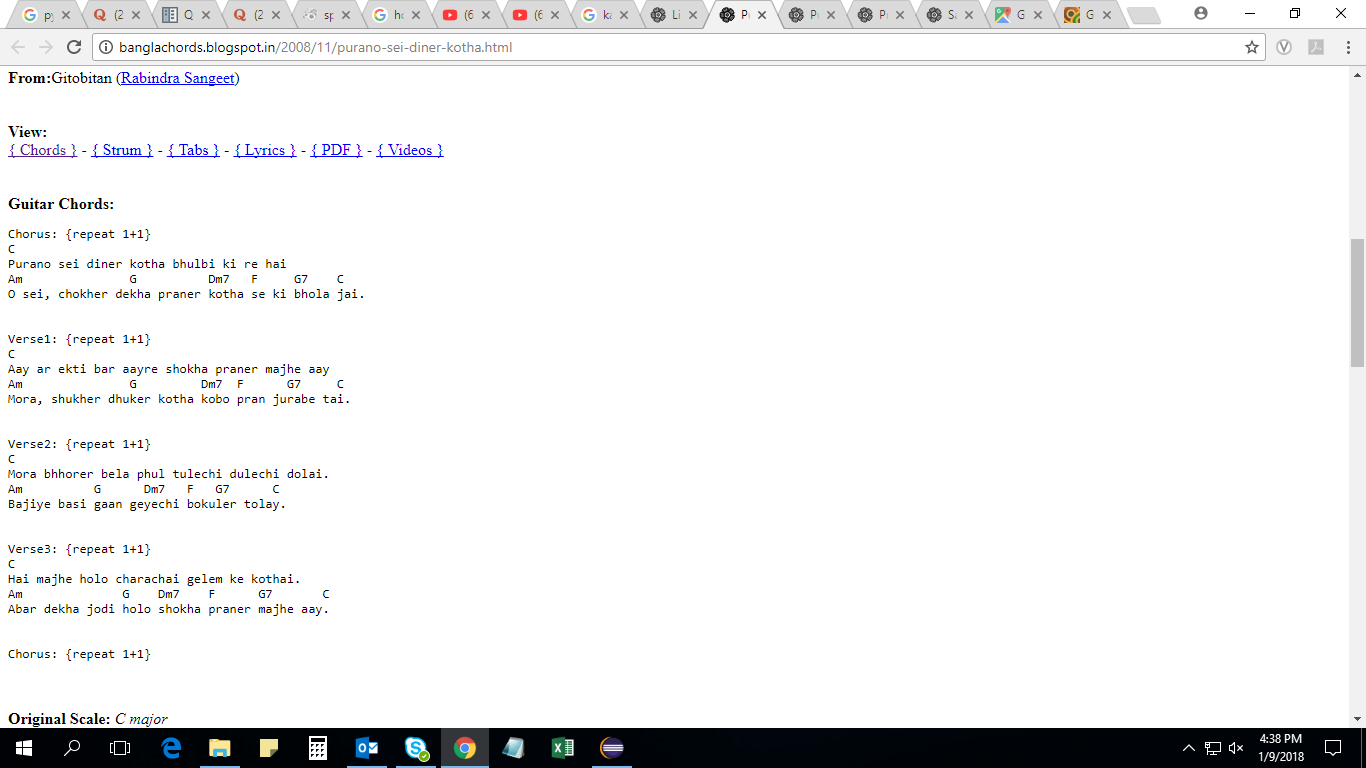 py
(2
Q
(2
sp
ho
(6
(6
ka
Li
P
P
P
Sa
G
G
banglachords.blogspot.in/2008/11/purano-sei-diner-kotha.html
From:Gitobitan (Rabindra Sangeet)
View:
{ Chords } - { Strum } - { Tabs } - { Lyrics } - { PDF } - { Videos }
Guitar Chords:
Chorus: {repeat 1+1}
C
Purano sei diner kotha bhulbi ki re hai
Am               G          Dm7   F     G7    C
O sei, chokher dekha praner kotha se ki bhola jai.
Verse1: {repeat 1+1}
C
Aay ar ekti bar aayre shokha praner majhe aay
Am               G         Dm7  F      G7     C
Mora, shukher dhuker kotha kobo pran jurabe tai.
Verse2: {repeat 1+1}
C
Mora bhhorer bela phul tulechi dulechi dolai.
Am          G      Dm7   F   G7      C
Bajiye basi gaan geyechi bokuler tolay.
Verse3: {repeat 1+1}
C
Hai majhe holo charachai gelem ke kothai.
Am              G    Dm7    F      G7       C
Abar dekha jodi holo shokha praner majhe aay.
Chorus: {repeat 1+1}
Original Scale: C major
4:38 PM
1/9/2018